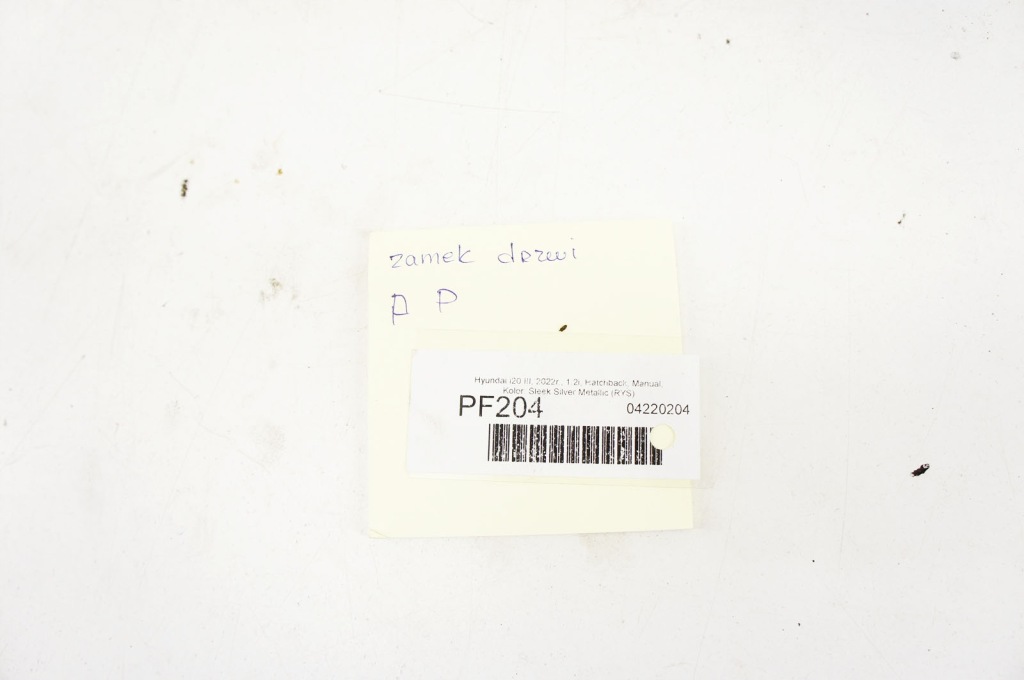 zamek drzwi
P P
Hyundai i20 III, 2022r., 1.2i, Hatchback, Manual,
Kolor: Sleek Silver Metallic (RYS)
PF204 04220204